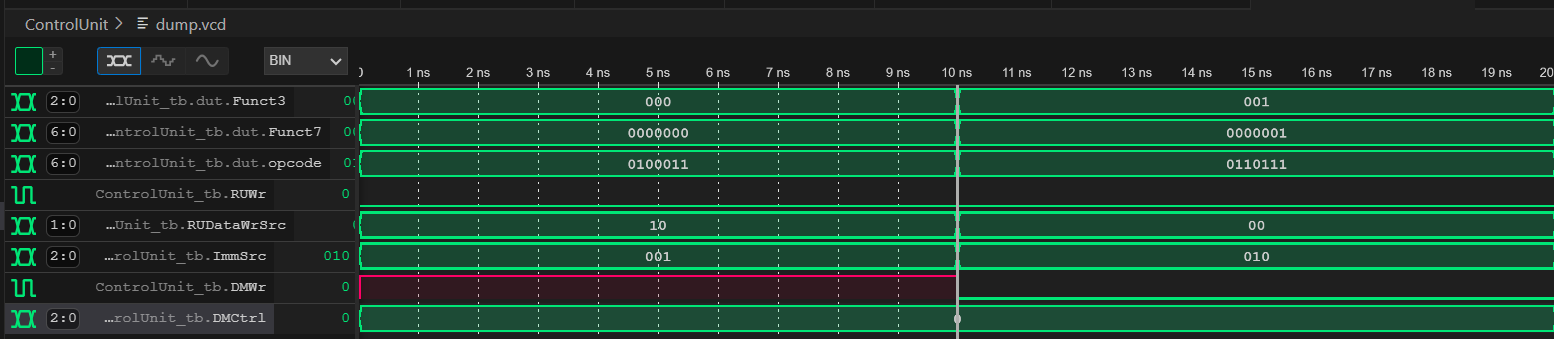 ControlUnit > dump.vcd
+
-
BIN
0 1 ns 2 ns 3 ns 4 ns 5 ns 6 ns 7 ns 8 ns 9 ns 10 ns 11 ns 12 ns 13 ns 14 ns 15 ns 16 ns 17 ns 18 ns 19 ns 20
2:0 …lUnit_tb.dut.Funct3 00 000 001
6:0 …ntrolUnit_tb.dut.Funct7 00 0000000 0000001
6:0 …ntrolUnit_tb.dut.opcode 01 0100011 0110111
ControlUnit_tb.RUWr 0
1:0 …Unit_tb.RUDataWrSrc 10 00
2:0 …rolUnit_tb.ImmSrc 010 001 010
ControlUnit_tb.DMWr 0
2:0 …rolUnit_tb.DMCtrl 0 0